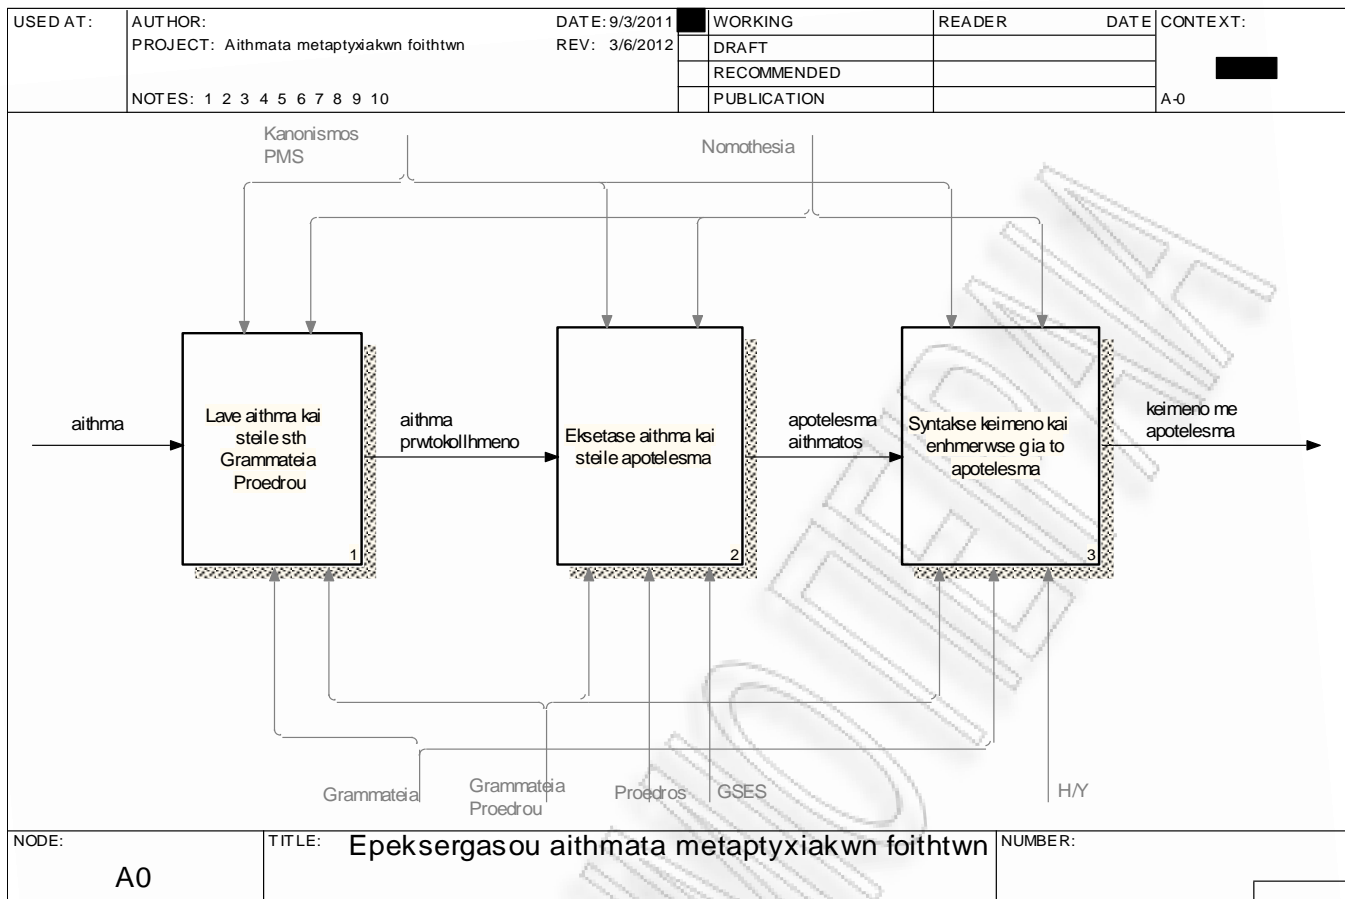 USED AT:
AUTHOR:
DATE: 9/3/2011
WORKING
READER
DATE
CONTEXT:
PROJECT: Aithmata metaptyxiakwn foithtwn
REV: 3/6/2012
DRAFT
RECOMMENDED
NOTES: 1 2 3 4 5 6 7 8 9 10
PUBLICATION
A-0
Kanonismos
PMS
Nomothesia
aithma
Lave aithma kai
steile sth
Grammateia
Proedrou
1
aithma
prwtokollhmeno
Eksetase aithma kai
steile apotelesma
2
apotelesma
aithmatos
Syntakse keimeno kai
enhmerwse gia to
apotelesma
3
keimeno me
apotelesma
Grammateia
Grammateia
Proedrou
Proedros
GSES
H/Y
NODE:
A0
TITLE: Epeksergasou aithmata metaptyxiakwn foithtwn
NUMBER: